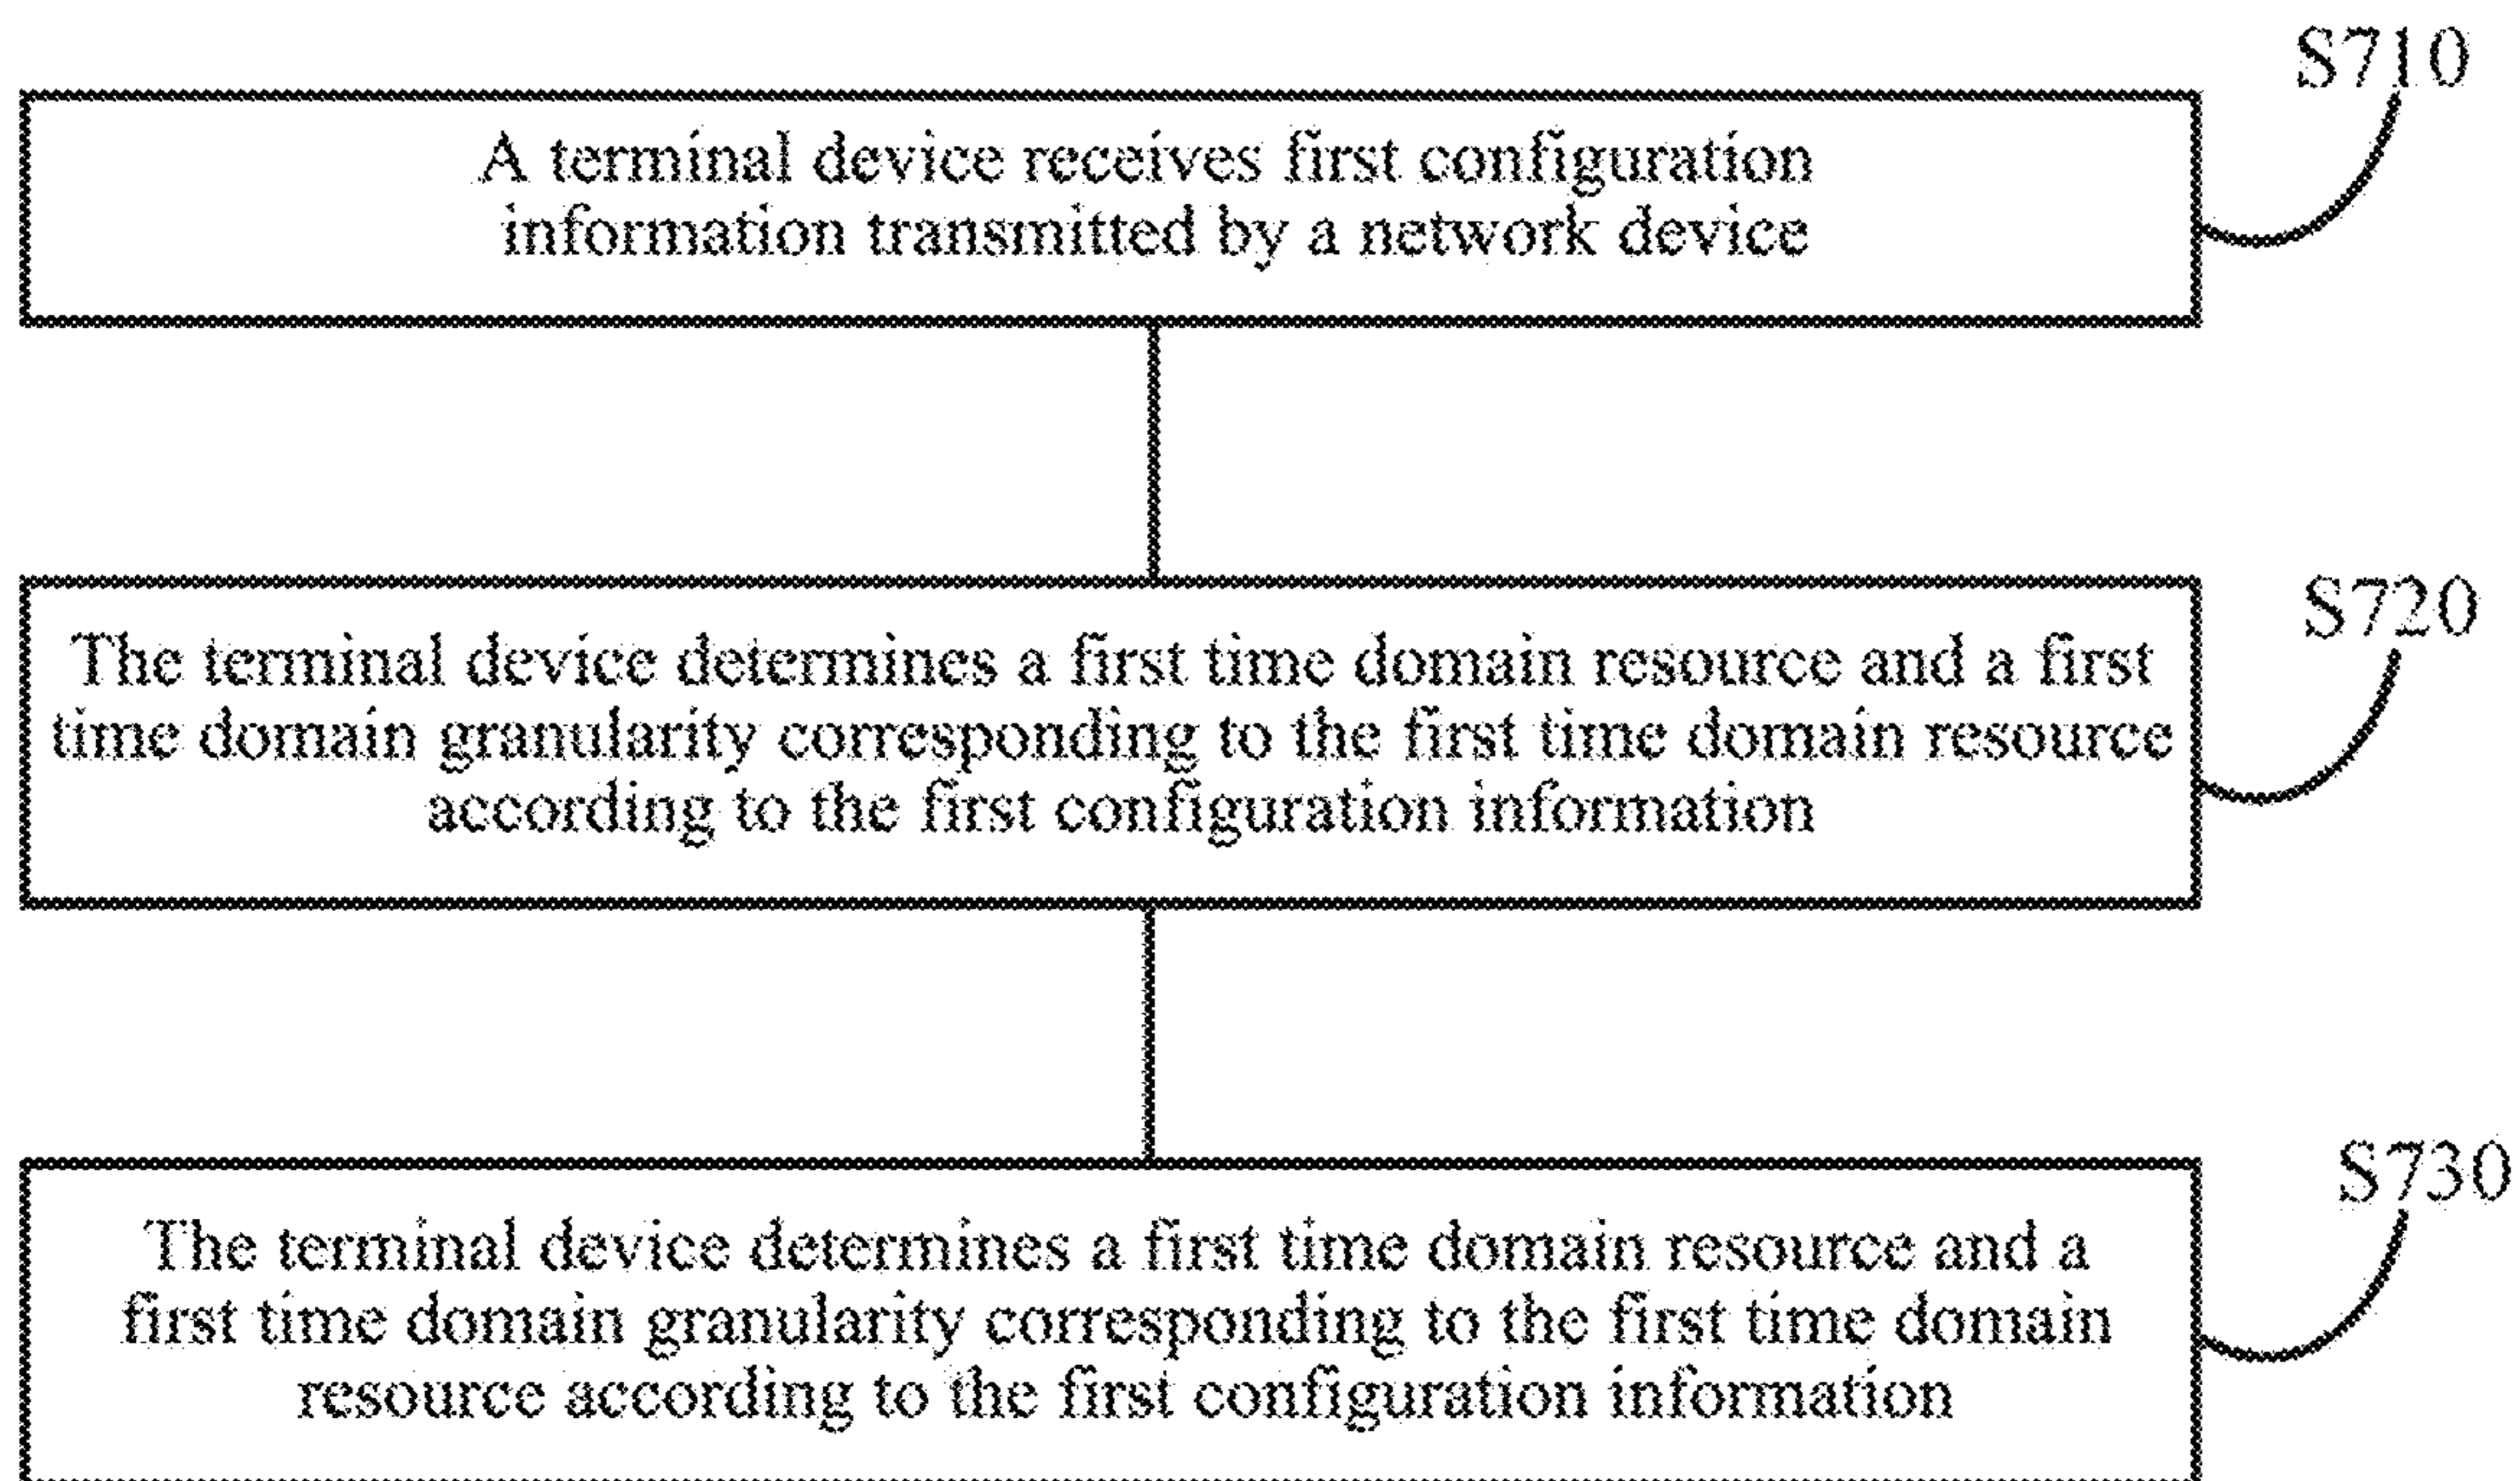 S710
A terminal device receives first configuration
information transmitted by a network device
S720
The terminal device determines a first time domain resource and a first
time domain granularity corresponding to the first time domain resource
according to the first configuration information
S730
The terminal device determines a first time domain resource and a
first time domain granularity corresponding to the first time domain
resource according to the first configuration information